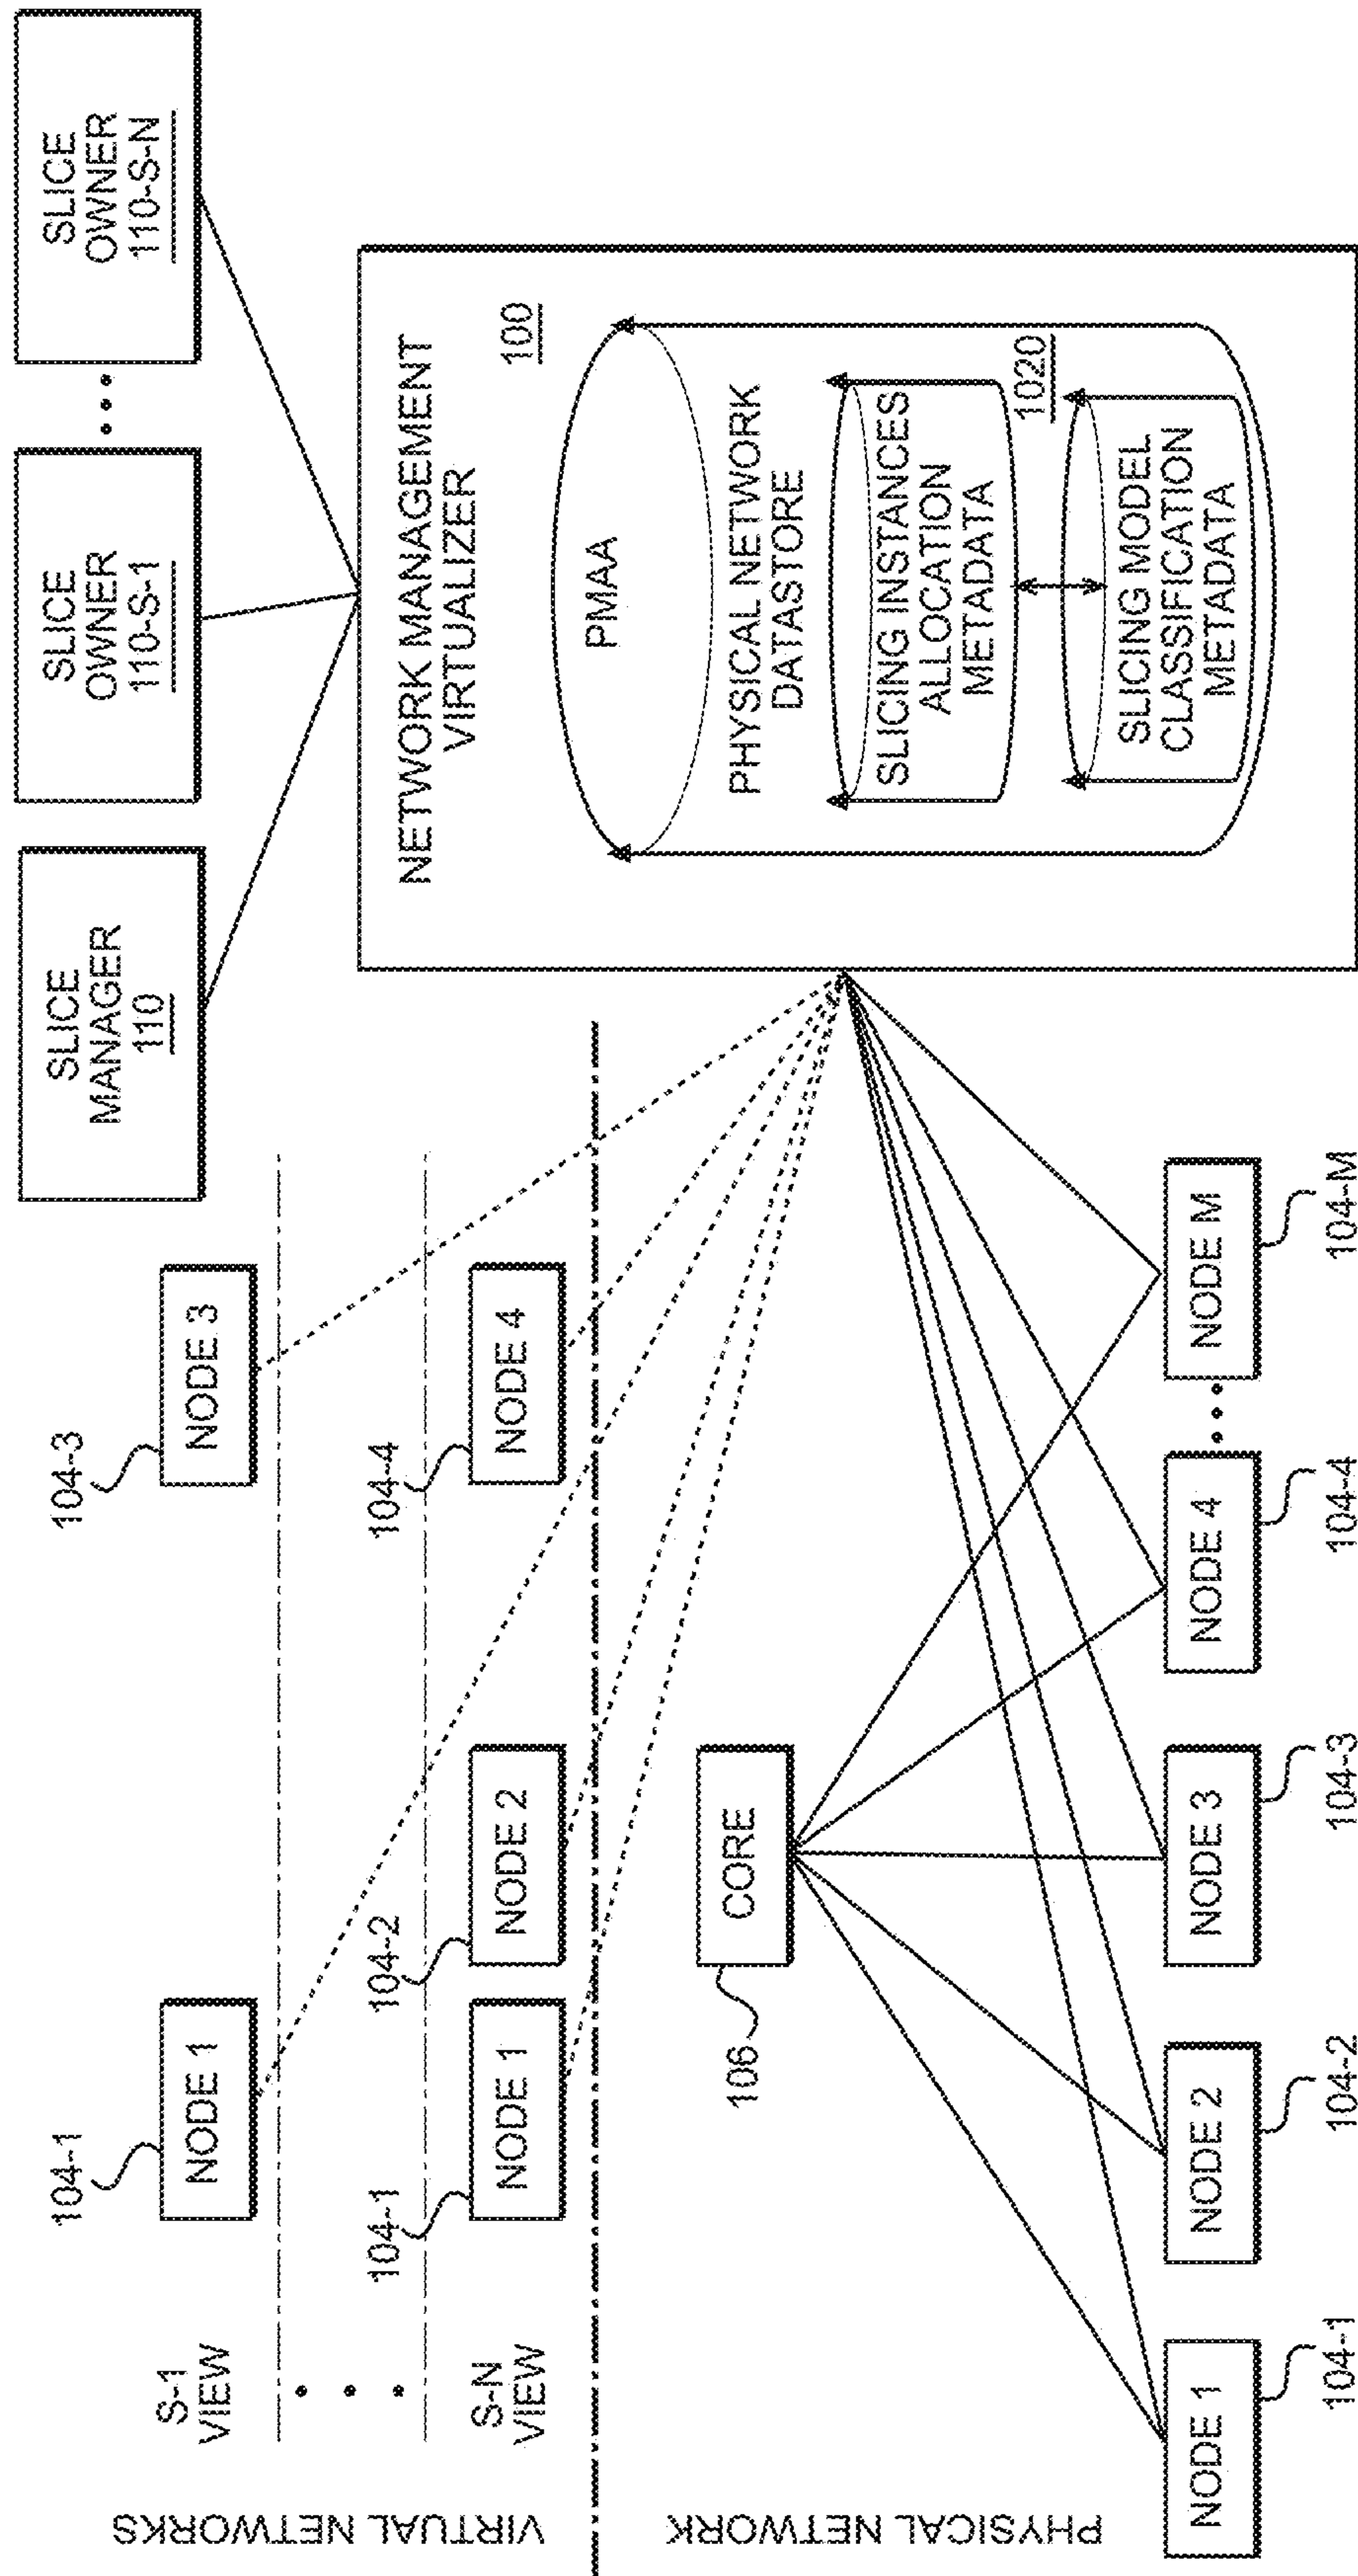 SLICE
MANAGER
110
SLICE
OWNER
110-S-1
• • •
SLICE
OWNER
110-S-N
VIRTUAL NETWORKS
S-1
VIEW
104-1
NODE 1
104-3
NODE 3
S-N
VIEW
104-1
NODE 1
104-2
NODE 2
104-4
NODE 4
NETWORK MANAGEMENT
VIRTUALIZER
100
PMAA
PHYSICAL NETWORK
DATASTORE
SLICING INSTANCES
ALLOCATION
METADATA
1020
SLICING MODEL
CLASSIFICATION
METADATA
PHYSICAL NETWORK
106
CORE
NODE 1
104-1
NODE 2
104-2
NODE 3
104-3
NODE 4
104-4
• • •
NODE M
104-M